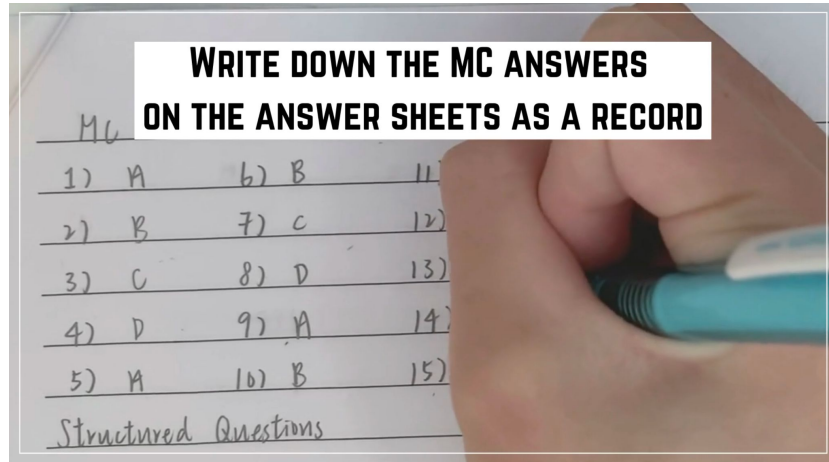 WRITE DOWN THE MC ANSWERS
ON THE ANSWER SHEETS AS A RECORD
MC
1) A 6) B 11)
2) B 7) C 12)
3) C 8) D 13)
4) D 9) A 14)
5) A 10) B 15)
Structured Questions